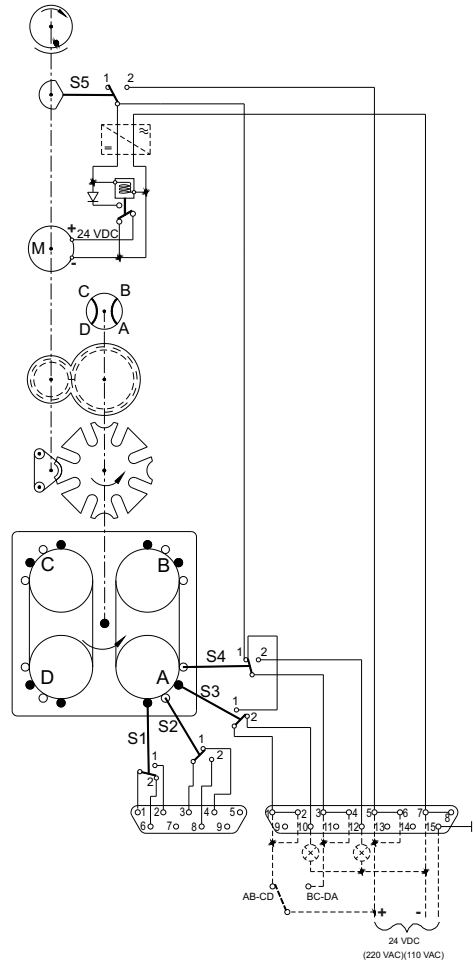 S5 1 2
≈
=
+
24 VDC
M
-
C B
D A
C B
S4 1 2
D A
S3
1
2
S2
S1
1
2
1
2
1 2 3 4 5
6 7 8 9
1 2 3 4 5 6 7 8
9 10 11 12 13 14 15
AB-CD BC-DA
+ -
24 VDC
(220 VAC)(110 VAC)